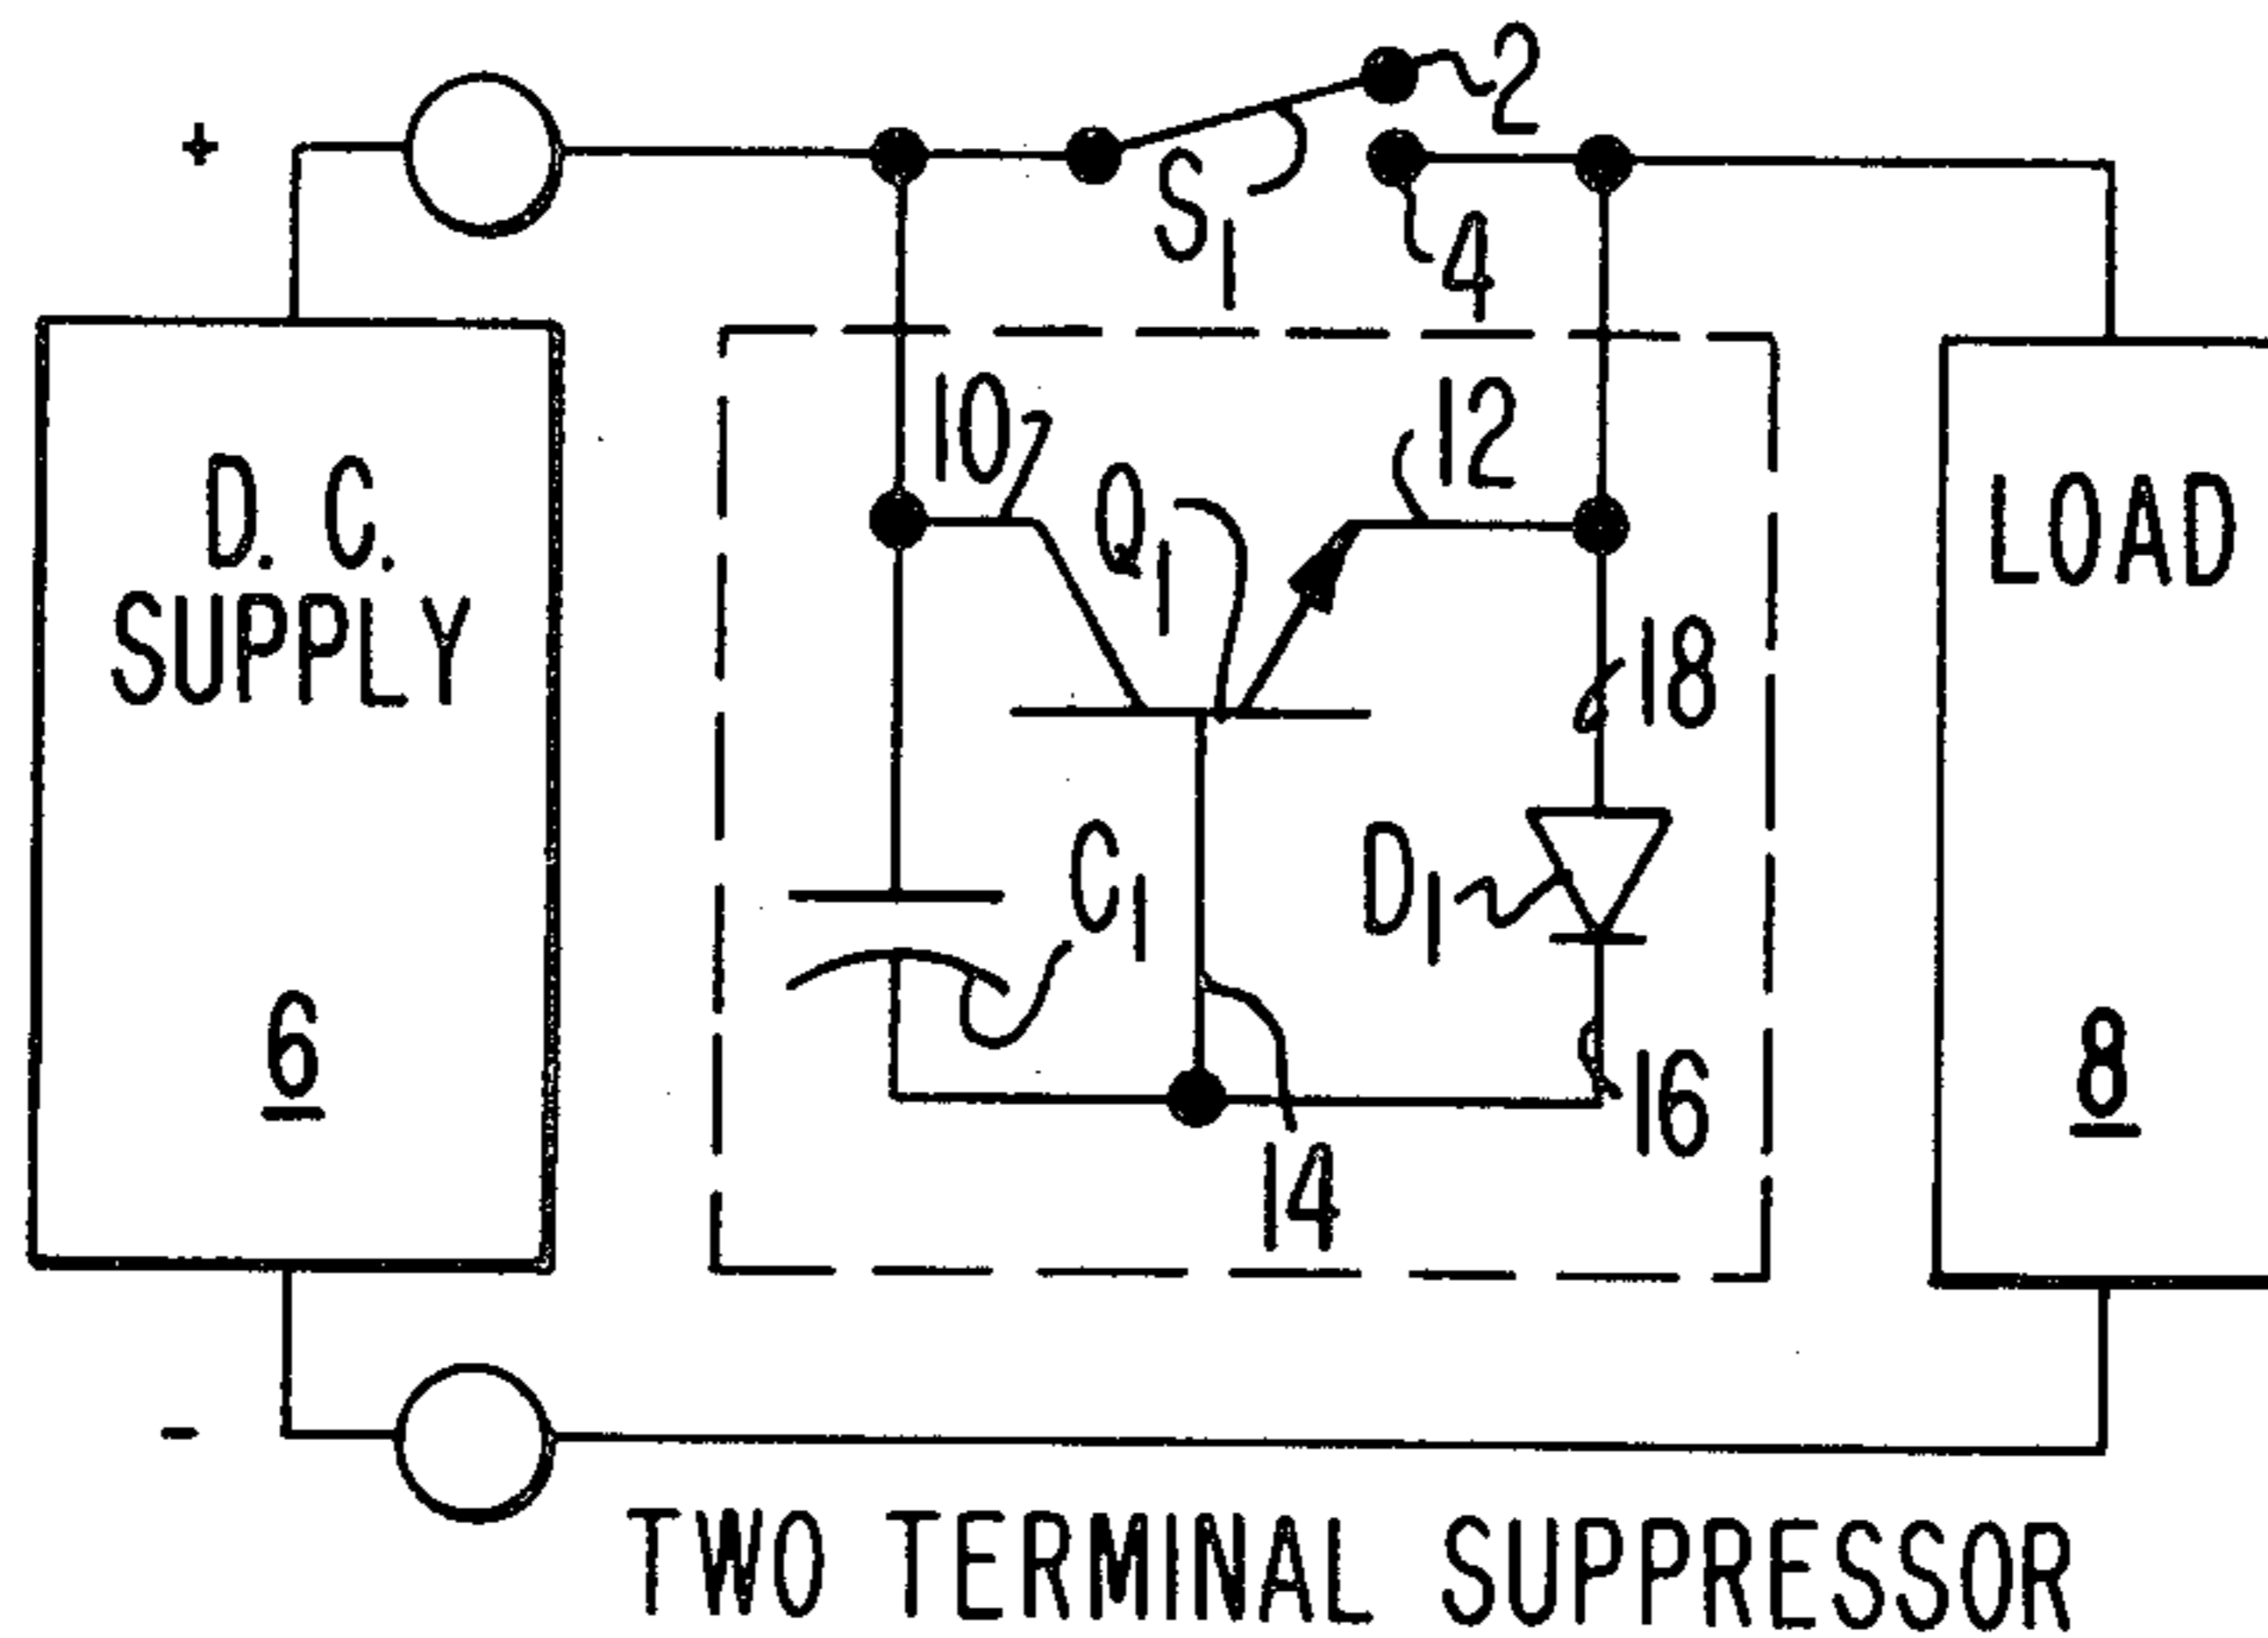 +
2
S1
4
10
Q1
12
D. C.
SUPPLY
LOAD
18
C1
D1
6
8
16
14
-
TWO TERMINAL SUPPRESSOR